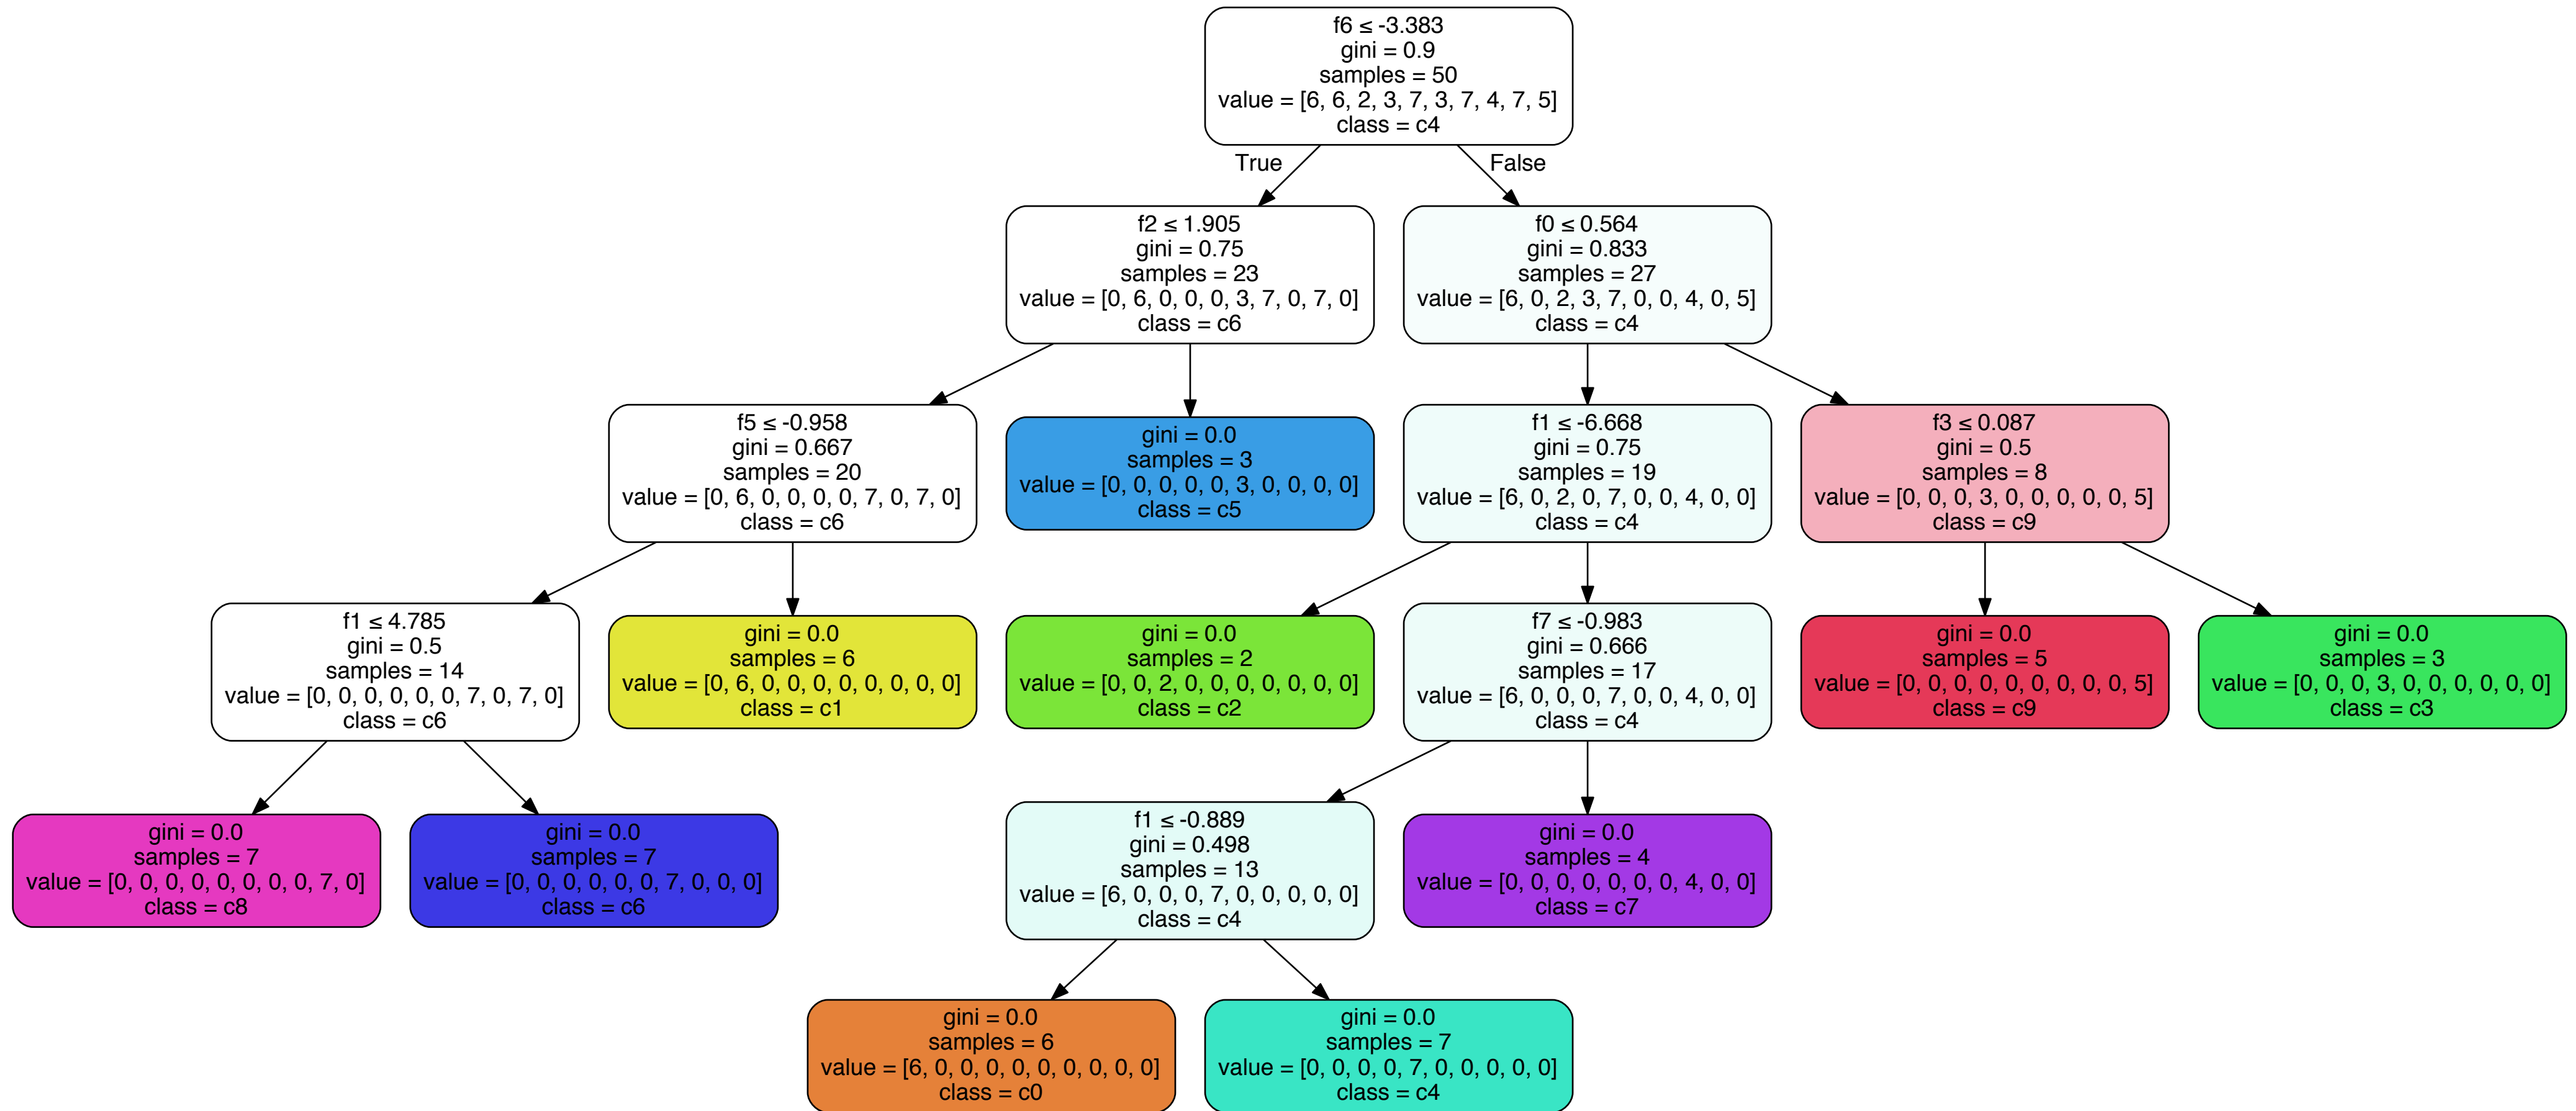 f6 ≤ -3.383
gini = 0.9
samples = 50
value = [6, 6, 2, 3, 7, 3, 7, 4, 7, 5]
class = c4
True
False
f2 ≤ 1.905
gini = 0.75
samples = 23
value = [0, 6, 0, 0, 0, 3, 7, 0, 7, 0]
class = c6
f0 ≤ 0.564
gini = 0.833
samples = 27
value = [6, 0, 2, 3, 7, 0, 0, 4, 0, 5]
class = c4
f5 ≤ -0.958
gini = 0.667
samples = 20
value = [0, 6, 0, 0, 0, 0, 7, 0, 7, 0]
class = c6
gini = 0.0
samples = 3
value = [0, 0, 0, 0, 0, 3, 0, 0, 0, 0]
class = c5
f1 ≤ -6.668
gini = 0.75
samples = 19
value = [6, 0, 2, 0, 7, 0, 0, 4, 0, 0]
class = c4
f3 ≤ 0.087
gini = 0.5
samples = 8
value = [0, 0, 0, 3, 0, 0, 0, 0, 0, 5]
class = c9
f1 ≤ 4.785
gini = 0.5
samples = 14
value = [0, 0, 0, 0, 0, 0, 7, 0, 7, 0]
class = c6
gini = 0.0
samples = 6
value = [0, 6, 0, 0, 0, 0, 0, 0, 0, 0]
class = c1
gini = 0.0
samples = 2
value = [0, 0, 2, 0, 0, 0, 0, 0, 0, 0]
class = c2
f7 ≤ -0.983
gini = 0.666
samples = 17
value = [6, 0, 0, 0, 7, 0, 0, 4, 0, 0]
class = c4
gini = 0.0
samples = 5
value = [0, 0, 0, 0, 0, 0, 0, 0, 0, 5]
class = c9
gini = 0.0
samples = 3
value = [0, 0, 0, 3, 0, 0, 0, 0, 0, 0]
class = c3
gini = 0.0
samples = 7
value = [0, 0, 0, 0, 0, 0, 0, 0, 7, 0]
class = c8
gini = 0.0
samples = 7
value = [0, 0, 0, 0, 0, 0, 7, 0, 0, 0]
class = c6
f1 ≤ -0.889
gini = 0.498
samples = 13
value = [6, 0, 0, 0, 7, 0, 0, 0, 0, 0]
class = c4
gini = 0.0
samples = 4
value = [0, 0, 0, 0, 0, 0, 0, 4, 0, 0]
class = c7
gini = 0.0
samples = 6
value = [6, 0, 0, 0, 0, 0, 0, 0, 0, 0]
class = c0
gini = 0.0
samples = 7
value = [0, 0, 0, 0, 7, 0, 0, 0, 0, 0]
class = c4